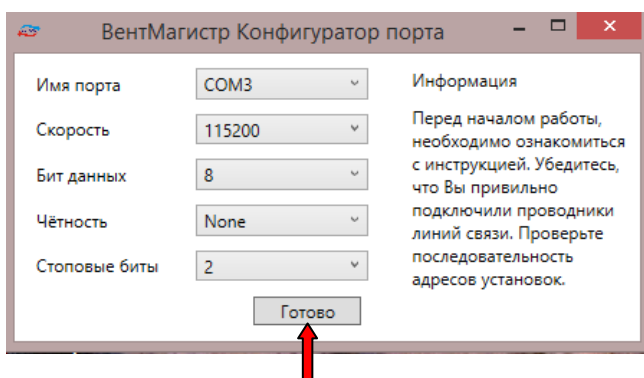 ВентМагистр Конфигуратор порта
Имя порта COM3
Скорость 115200
Бит данных 8
Чётность None
Стоповые биты 2
Готово
Информация
Перед началом работы,
необходимо ознакомиться
с инструкцией. Убедитесь,
что Вы привильно
подключили проводники
линий связи. Проверьте
последовательность
адресов установок.